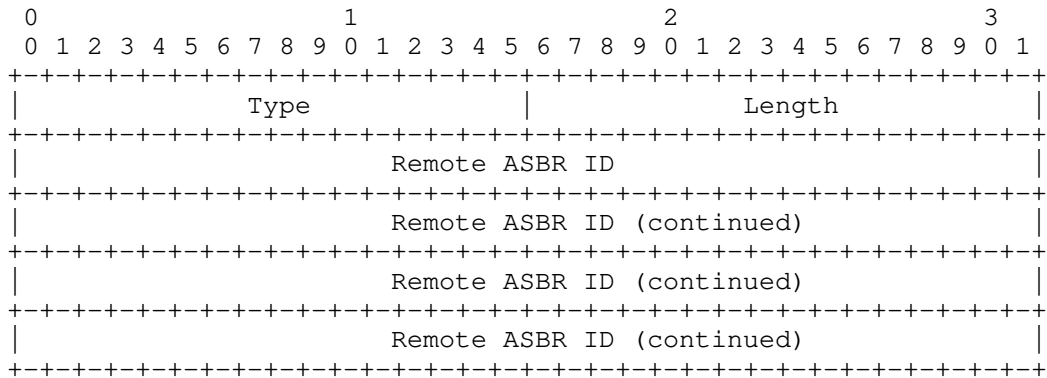 0                   1                   2                   3
 0 1 2 3 4 5 6 7 8 9 0 1 2 3 4 5 6 7 8 9 0 1 2 3 4 5 6 7 8 9 0 1
+-+-+-+-+-+-+-+-+-+-+-+-+-+-+-+-+-+-+-+-+-+-+-+-+-+-+-+-+-+-+-+-+
|              Type             |             Length            |
+-+-+-+-+-+-+-+-+-+-+-+-+-+-+-+-+-+-+-+-+-+-+-+-+-+-+-+-+-+-+-+-+
|                       Remote ASBR ID                          |
+-+-+-+-+-+-+-+-+-+-+-+-+-+-+-+-+-+-+-+-+-+-+-+-+-+-+-+-+-+-+-+-+
|                       Remote ASBR ID (continued)              |
+-+-+-+-+-+-+-+-+-+-+-+-+-+-+-+-+-+-+-+-+-+-+-+-+-+-+-+-+-+-+-+-+
|                       Remote ASBR ID (continued)              |
+-+-+-+-+-+-+-+-+-+-+-+-+-+-+-+-+-+-+-+-+-+-+-+-+-+-+-+-+-+-+-+-+
|                       Remote ASBR ID (continued)              |
+-+-+-+-+-+-+-+-+-+-+-+-+-+-+-+-+-+-+-+-+-+-+-+-+-+-+-+-+-+-+-+-+